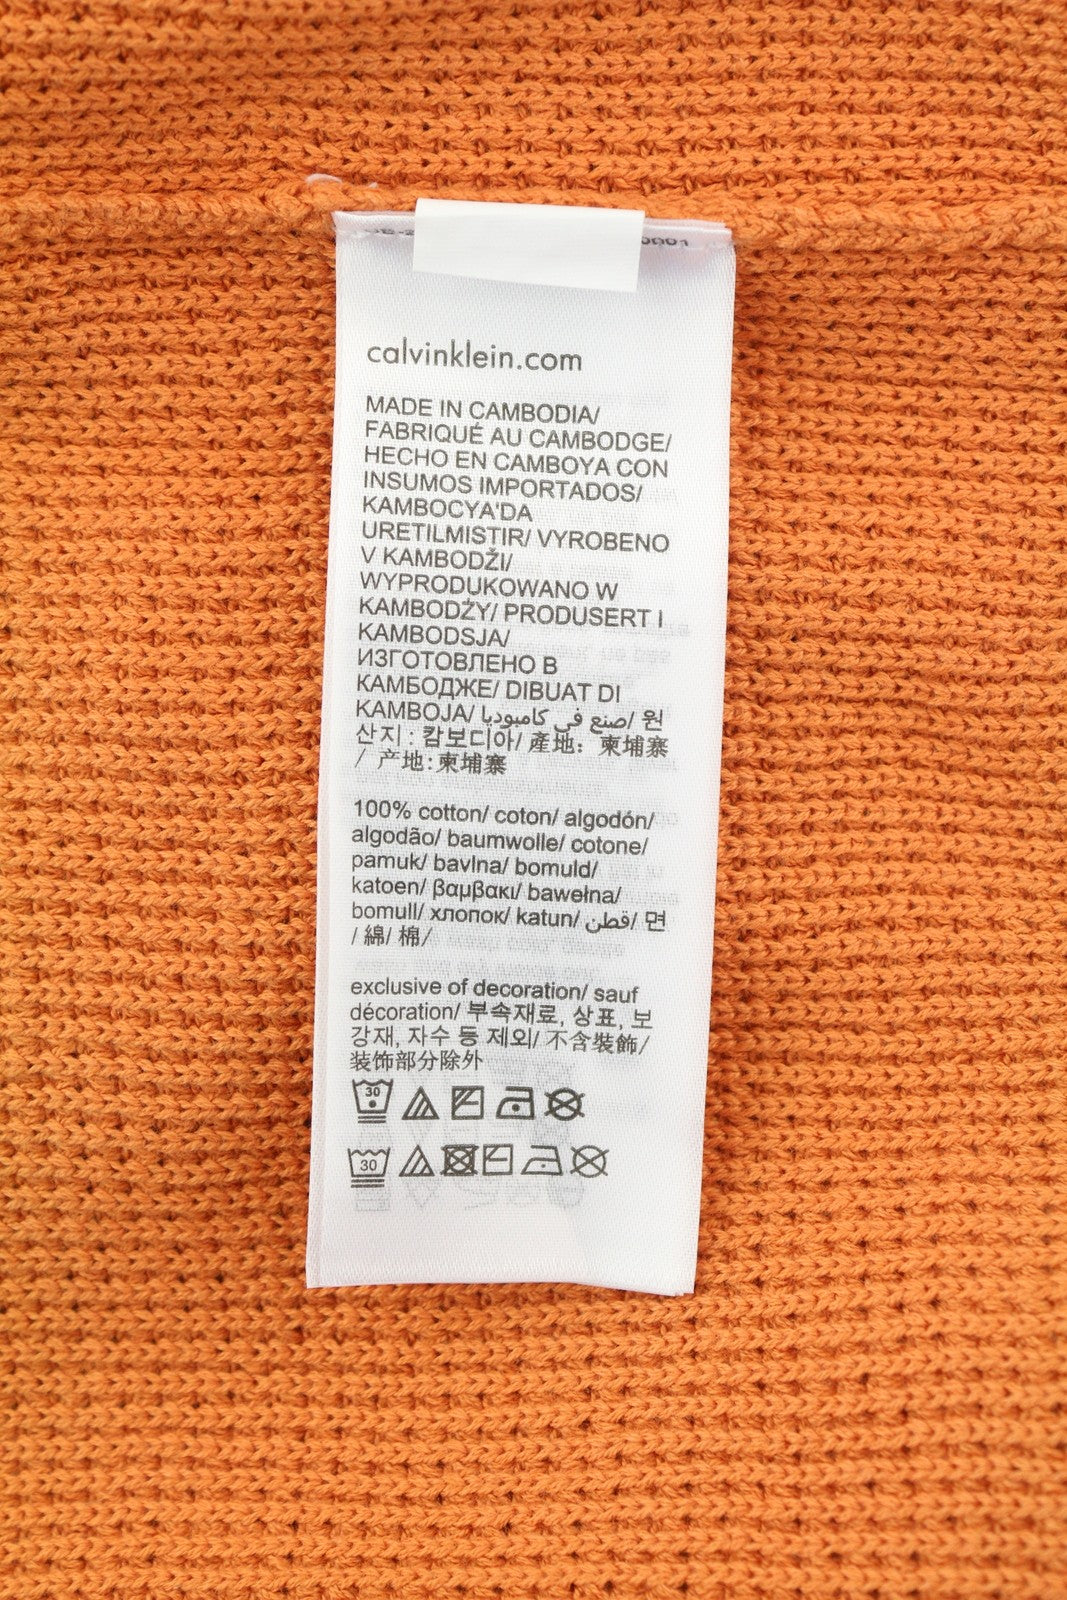 calvinklein.com
MADE IN CAMBODIA/
FABRIQUÉ AU CAMBODGE/
HECHO EN CAMBOYA CON
INSUMOS IMPORTADOS/
KAMBOCYA'DA
URETILMISTIR/ VYROBENO
V KAMBODŽI/
WYPRODUKOWANO W
KAMBODŻY/ PRODUSERT I
KAMBODSJA/
ИЗГОТОВЛЕНО В
КАМБОДЖЕ/ DIBUAT DI
KAMBOJA/ صنع في كامبوديا/ 원
산지 : 캄보디아/ 產地: 柬埔寨
/ 产地:柬埔寨
100% cotton/ coton/ algodón/
algodão/ baumwolle/ cotone/
pamuk/ bavlna/ bomuld/
katoen/ βαμβακι/ bawełna/
bomull/ хлопок/ katun/ قطن/ 면
/ 綿/ 棉/
exclusive of decoration/ sauf
décoration/ 부속재료, 상표, 보
강재, 자수 등 제외/ 不含裝飾/
装饰部分除外
30
30